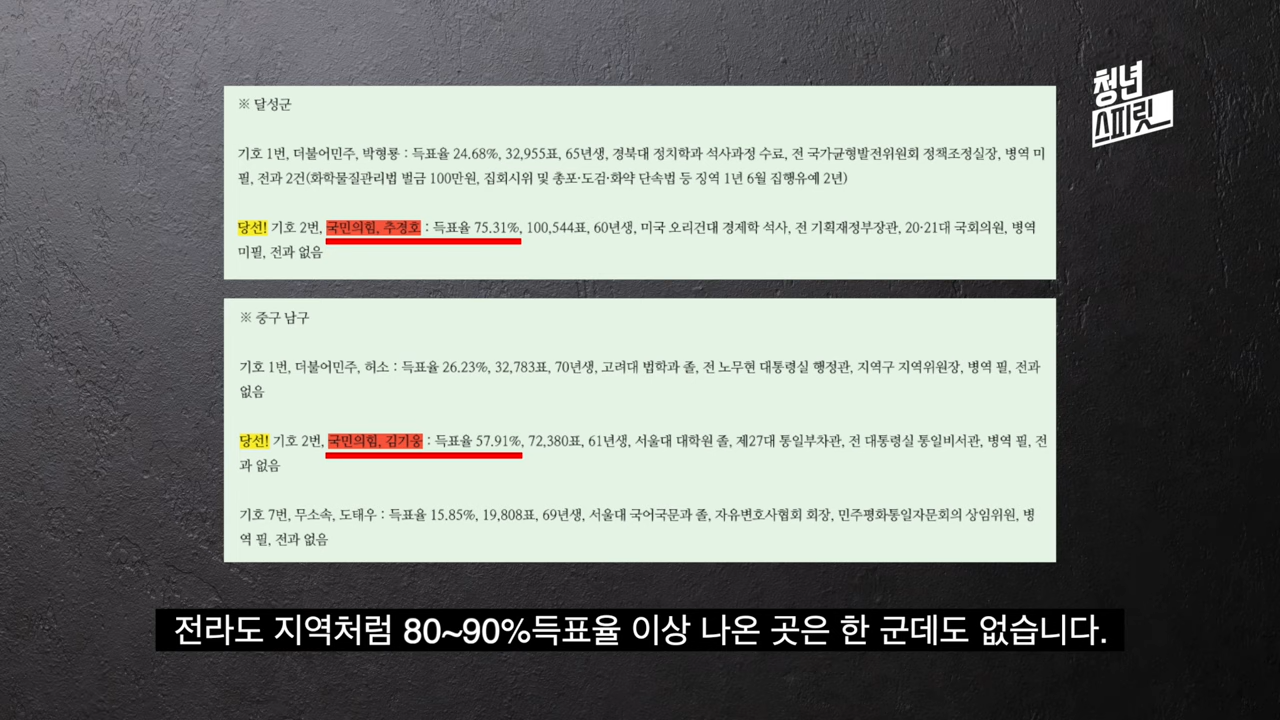 청년
스피릿
※ 달성군
기호 1번, 더불어민주, 박형룡 : 득표율 24.68%, 32,955표, 65년생, 경북대 정치학과 석사과정 수료, 전 국가균형발전위원회 정책조정실장, 병역 미
필, 전과 2건(화학물질관리법 벌금 100만원, 집회시위 및 총포·도검·화약 단속법 등 징역 1년 6월 집행유예 2년)
당선! 기호 2번, 국민의힘, 추경호 : 득표율 75.31%, 100,544표, 60년생, 미국 오리건대 경제학 석사, 전 기획재정부장관, 20·21대 국회의원, 병역
미필, 전과 없음
※ 중구 남구
기호 1번, 더불어민주, 허소 : 득표율 26.23%, 32,783표, 70년생, 고려대 법학과 졸, 전 노무현 대통령실 행정관, 지역구 지역위원장, 병역 필, 전과
없음
당선! 기호 2번, 국민의힘, 김기웅 : 득표율 57.91%, 72,380표, 61년생, 서울대 대학원 졸, 제27대 통일부차관, 전 대통령실 통일비서관, 병역 필, 전
과 없음
기호 7번, 무소속, 도태우 : 득표율 15.85%, 19,808표, 69년생, 서울대 국어국문과 졸, 자유변호사협회 회장, 민주평화통일자문회의 상임위원, 병
역 필, 전과 없음
전라도 지역처럼 80~90%득표율 이상 나온 곳은 한 군데도 없습니다.